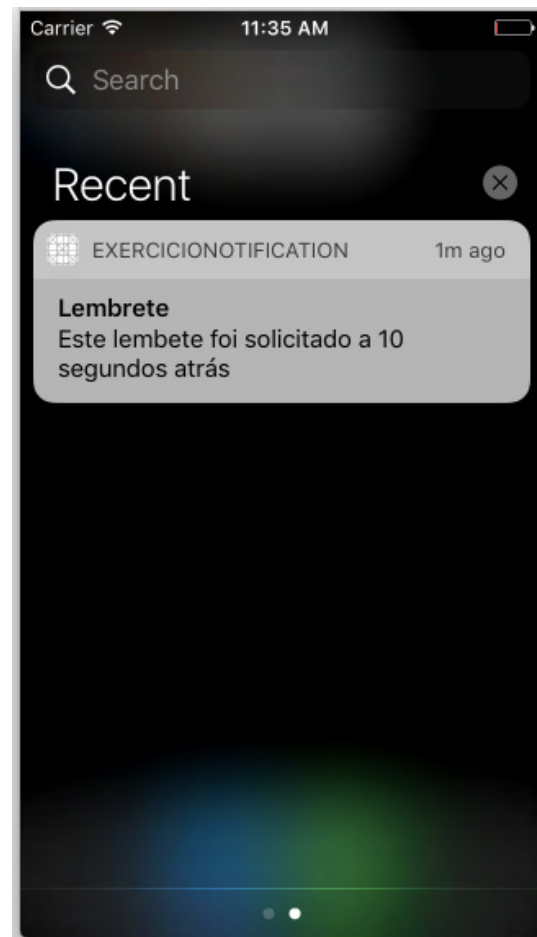 Carrier 11:35 AM
Search
Recent
EXERCICIONOTIFICATION 1m ago
Lembrete
Este lembete foi solicitado a 10
segundos atrás